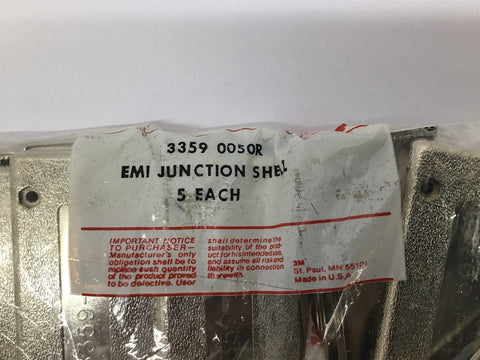 3359 0050R
EMI JUNCTION SHELL
5 EACH
IMPORTANT NOTICE
TO PURCHASER—
Manufacturer's only
obligation shall be to
replace such quantity
of the product proved
to be defective. User
shall determine the
suitability of the prod-
uct for his intended use,
and assume all risk and
liability in connection
therewith.
3M
St. Paul, MN 55101
Made in U.S.A.
3359
3359